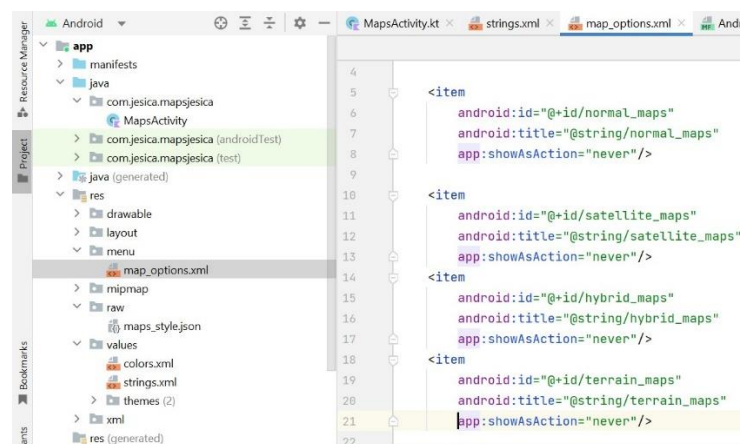 Android
MapsActivity.kt
strings.xml
map_options.xml
Resource Manager
Project
Bookmarks
app
manifests
java
com.jesica.mapsjesica
MapsActivity
com.jesica.mapsjesica (androidTest)
com.jesica.mapsjesica (test)
java (generated)
res
drawable
layout
menu
map_options.xml
mipmap
raw
maps_style.json
values
colors.xml
strings.xml
themes (2)
xml
res (generated)
4
5 <item
6 android:id="@+id/normal_maps"
7 android:title="@string/normal_maps"
8 app:showAsAction="never"/>
9
10 <item
11 android:id="@+id/satellite_maps"
12 android:title="@string/satellite_maps"
13 app:showAsAction="never"/>
14 <item
15 android:id="@+id/hybrid_maps"
16 android:title="@string/hybrid_maps"
17 app:showAsAction="never"/>
18 <item
19 android:id="@+id/terrain_maps"
20 android:title="@string/terrain_maps"
21 app:showAsAction="never"/>
22